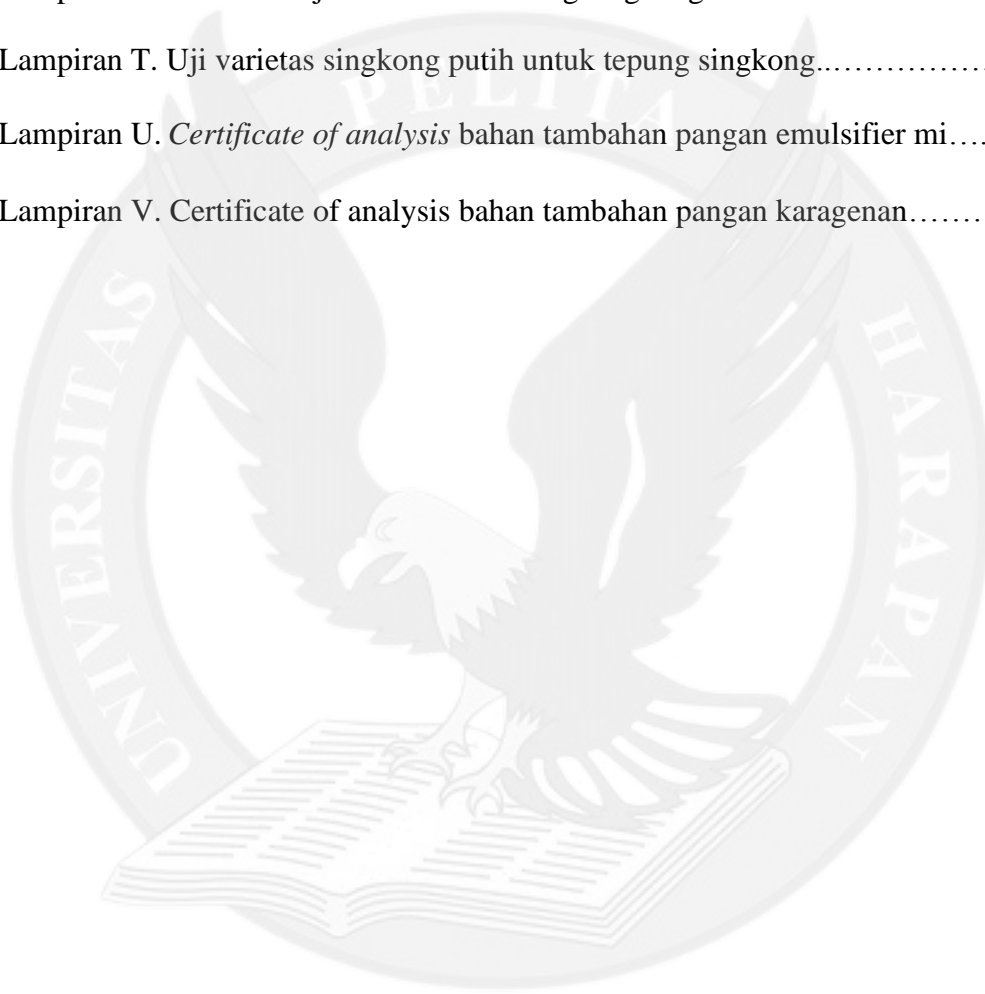 Lampiran T. Uji varietas singkong putih untuk tepung singkong..……………
Lampiran U. Certificate of analysis bahan tambahan pangan emulsifier mi…..
Lampiran V. Certificate of analysis bahan tambahan pangan karagenan………
UNIVERSITAS PELITA HARAPAN